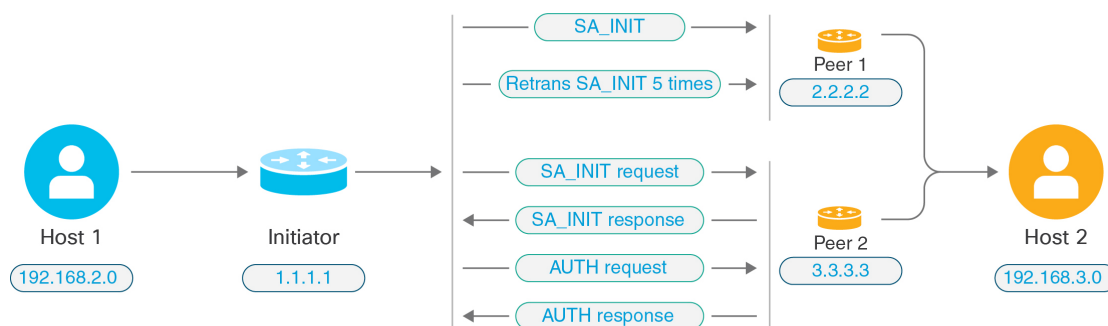 SA_INIT
Retrans SA_INIT 5 times
Peer 1
2.2.2.2
Host 1
192.168.2.0
Initiator
1.1.1.1
SA_INIT request
SA_INIT response
AUTH request
AUTH response
Peer 2
3.3.3.3
Host 2
192.168.3.0